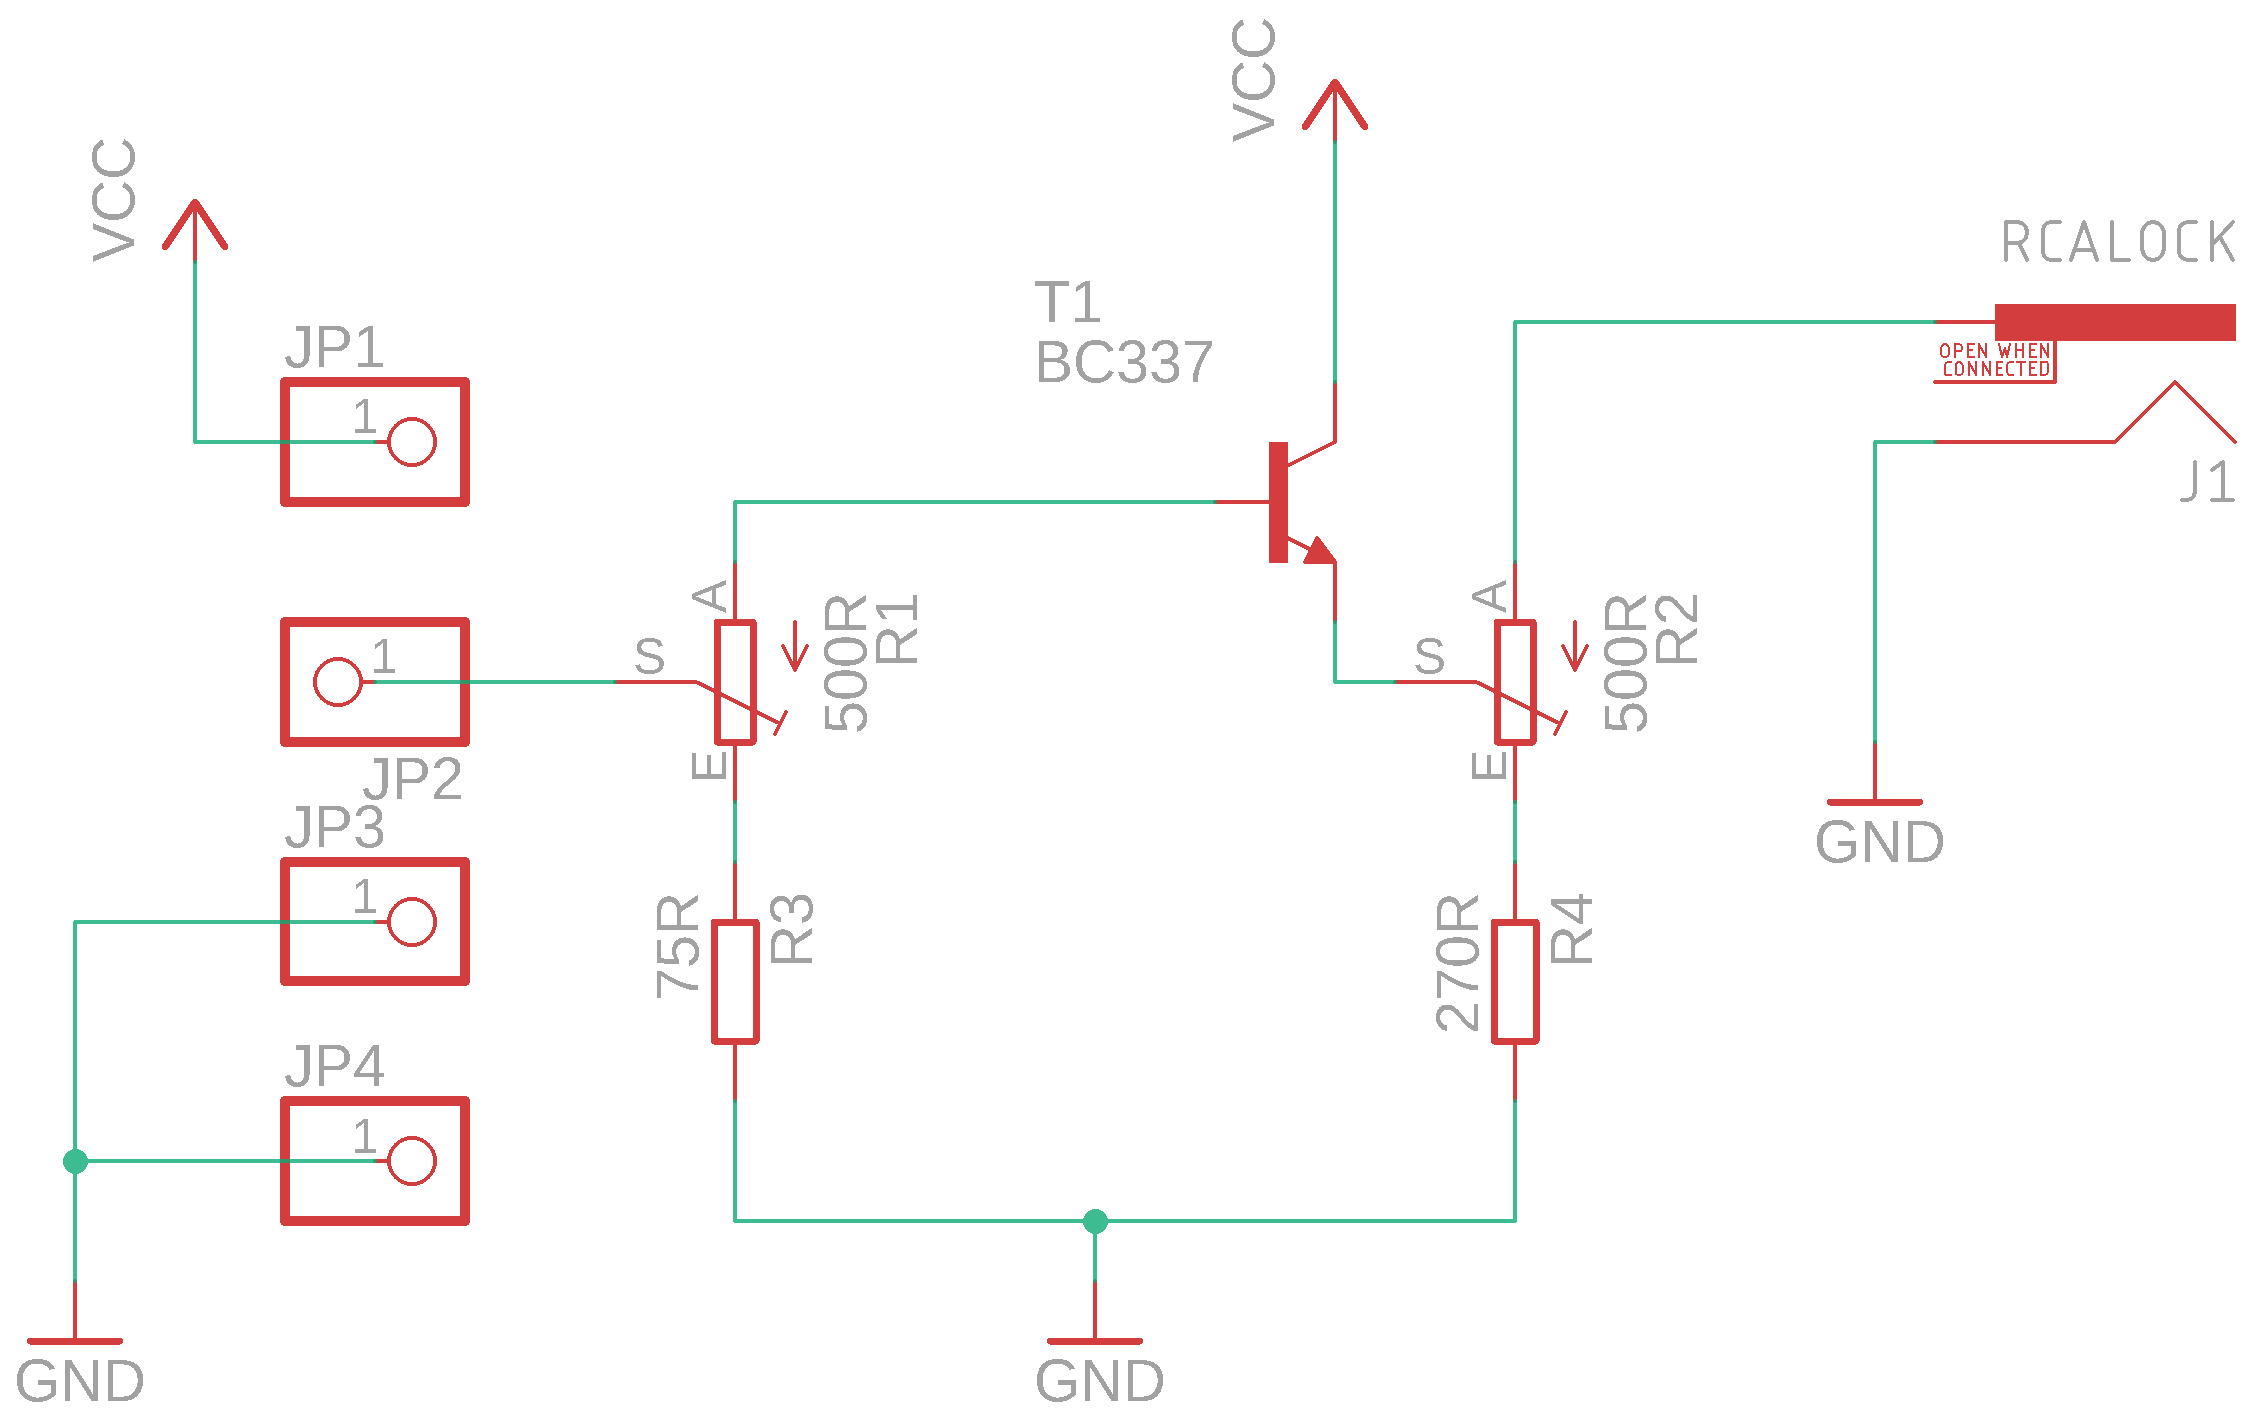 VCC
VCC
RCALOCK
T1
BC337
JP1
1
OPEN WHEN
CONNECTED
J1
A
S
E
500R
R1
A
S
E
500R
R2
1
JP2
JP3
1
75R
R3
270R
R4
GND
JP4
1
GND
GND